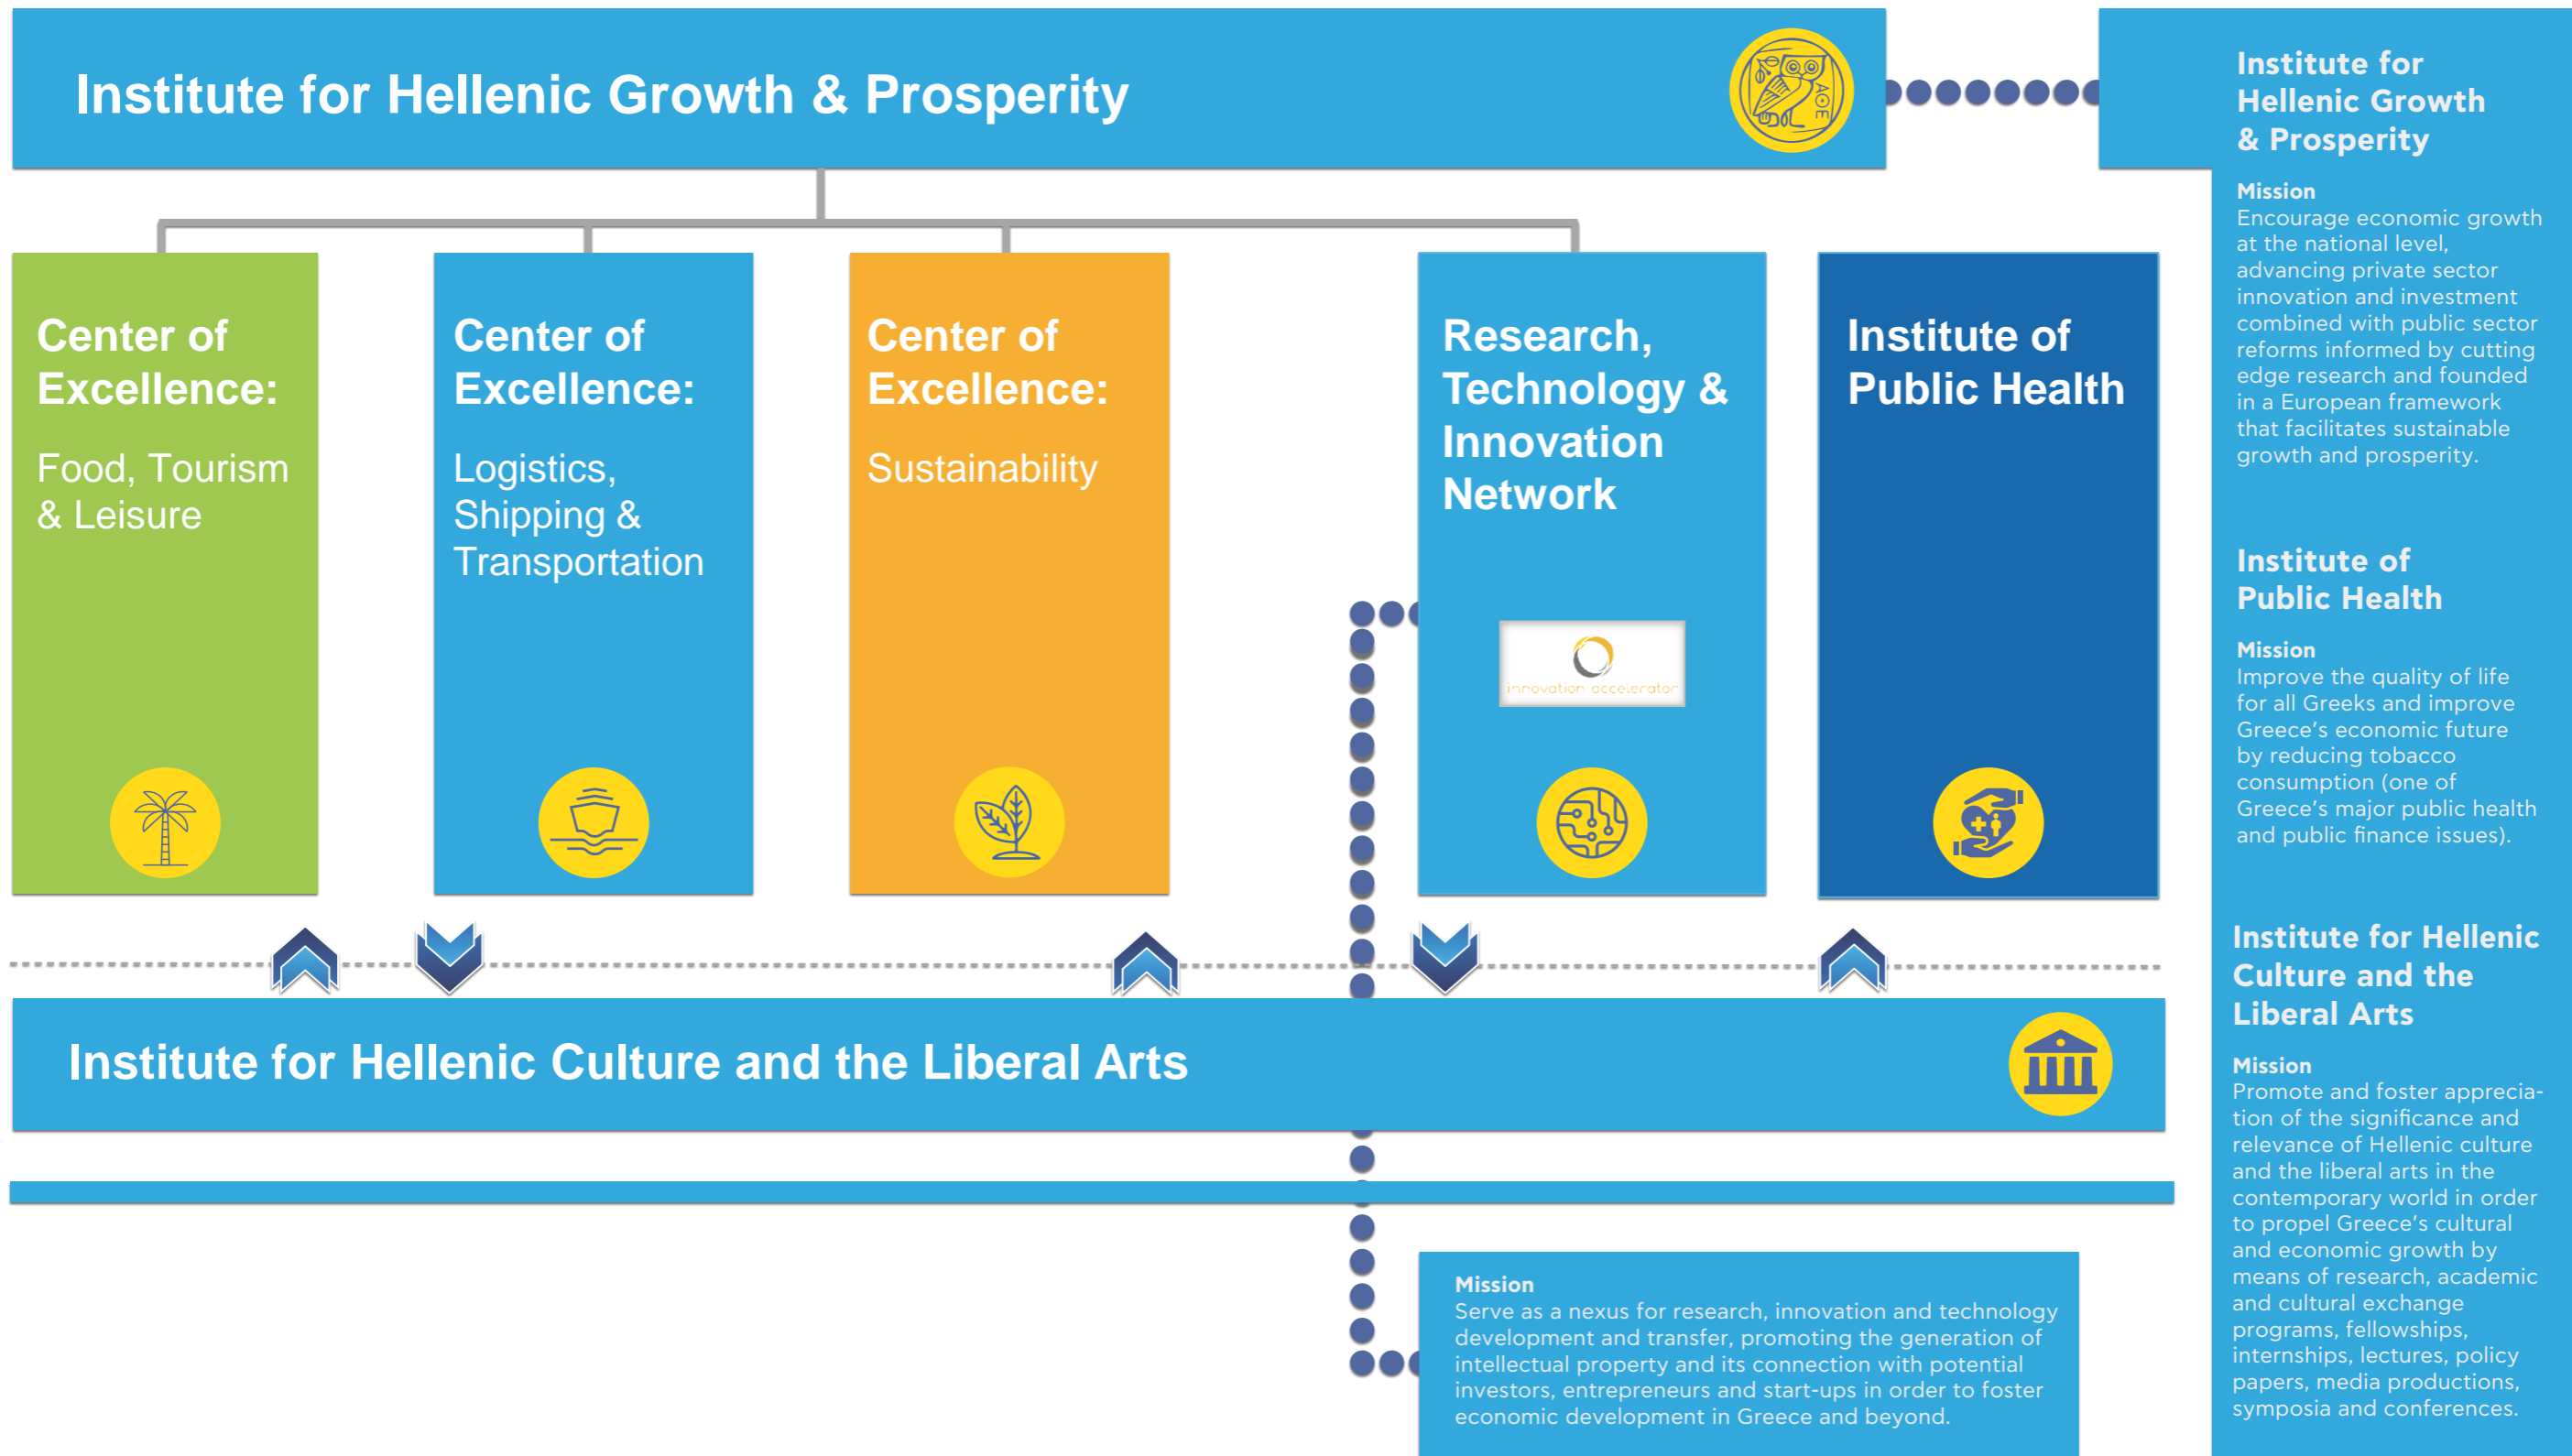 Institute for Hellenic Growth & Prosperity
ΑΘΕ
Center of
Excellence:
Food, Tourism
& Leisure
Center of
Excellence:
Logistics,
Shipping &
Transportation
Center of
Excellence:
Sustainability
Research,
Technology &
Innovation
Network
innovation accelerator
Institute of
Public Health
Institute for Hellenic Culture and the Liberal Arts
Mission
Serve as a nexus for research, innovation and technology
development and transfer, promoting the generation of
intellectual property and its connection with potential
investors, entrepreneurs and start-ups in order to foster
economic development in Greece and beyond.
Institute for
Hellenic Growth
& Prosperity
Mission
Encourage economic growth
at the national level,
advancing private sector
innovation and investment
combined with public sector
reforms informed by cutting
edge research and founded
in a European framework
that facilitates sustainable
growth and prosperity.
Institute of
Public Health
Mission
Improve the quality of life
for all Greeks and improve
Greece's economic future
by reducing tobacco
consumption (one of
Greece's major public health
and public finance issues).
Institute for Hellenic
Culture and the
Liberal Arts
Mission
Promote and foster apprecia-
tion of the significance and
relevance of Hellenic culture
and the liberal arts in the
contemporary world in order
to propel Greece's cultural
and economic growth by
means of research, academic
and cultural exchange
programs, fellowships,
internships, lectures, policy
papers, media productions,
symposia and conferences.